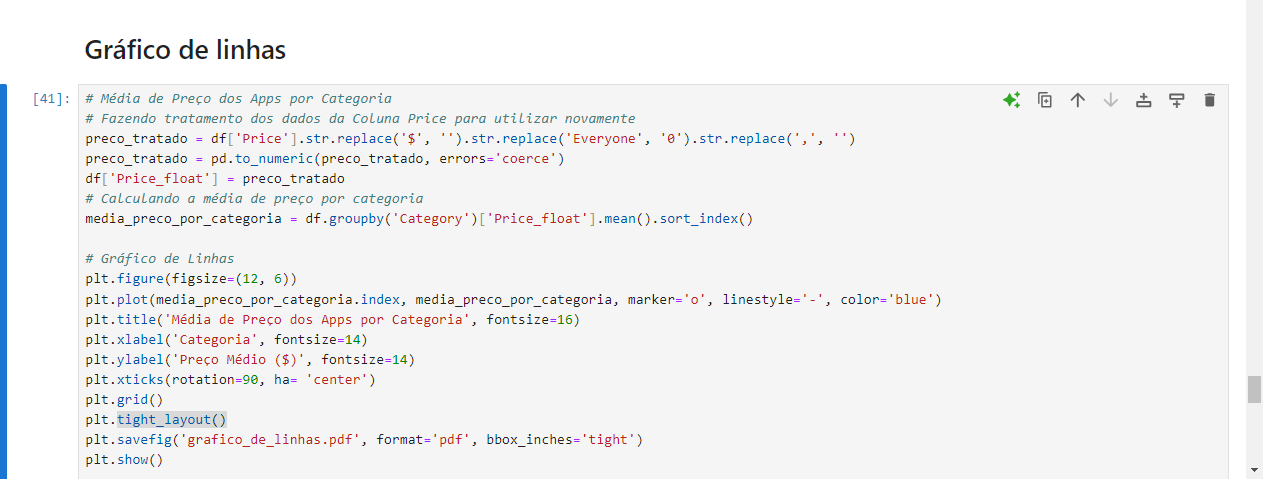 Gráfico de linhas
[41]:
# Média de Preço dos Apps por Categoria
# Fazendo tratamento dos dados da Coluna Price para utilizar novamente
preco_tratado = df['Price'].str.replace('$', '').str.replace('Everyone', '0').str.replace(',', '')
preco_tratado = pd.to_numeric(preco_tratado, errors='coerce')
df['Price_float'] = preco_tratado
# Calculando a média de preço por categoria
media_preco_por_categoria = df.groupby('Category')['Price_float'].mean().sort_index()
# Gráfico de Linhas
plt.figure(figsize=(12, 6))
plt.plot(media_preco_por_categoria.index, media_preco_por_categoria, marker='o', linestyle='-', color='blue')
plt.title('Média de Preço dos Apps por Categoria', fontsize=16)
plt.xlabel('Categoria', fontsize=14)
plt.ylabel('Preço Médio ($)', fontsize=14)
plt.xticks(rotation=90, ha= 'center')
plt.grid()
plt.tight_layout()
plt.savefig('grafico_de_linhas.pdf', format='pdf', bbox_inches='tight')
plt.show()